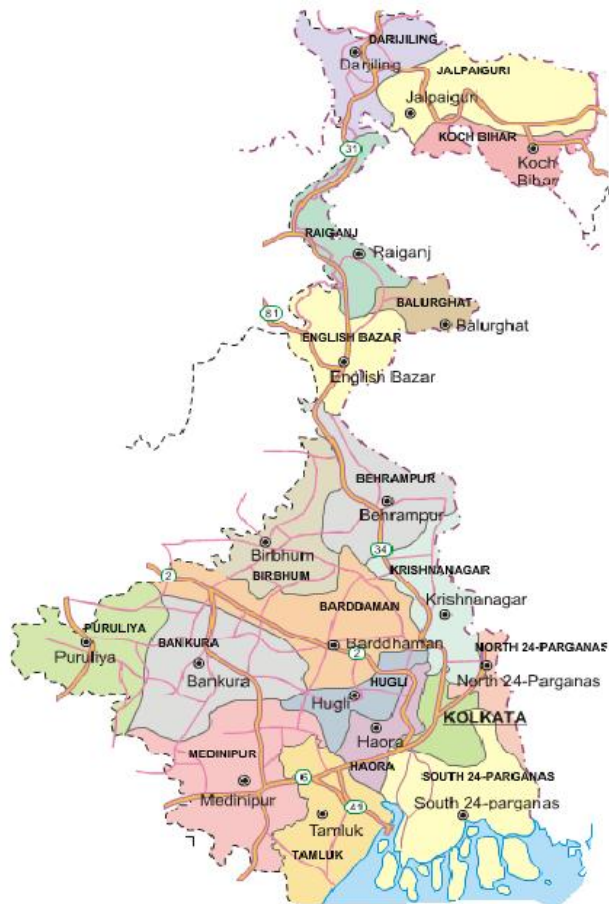 DARIJILING
Darjiling
JALPAIGURI
Jalpaiguri
KOCH BIHAR
Koch
Bihar
31
RAIGANJ
Raiganj
BALURGHAT
Balurghat
81
ENGLISH BAZAR
English Bazar
BEHRAMPUR
Behrampur
Birbhum
BIRBHUM
34
KRISHNANAGAR
Krishnanagar
2
BARDDAMAN
Barddhaman
2
PURULIYA
Puruliya
BANKURA
Bankura
NORTH 24-PARGANAS
North 24-Parganas
HUGLI
Hugli
KOLKATA
Haora
HAORA
MEDINIPUR
Medinipur
6
41
SOUTH 24-PARGANAS
South 24-parganas
Tamluk
TAMLUK